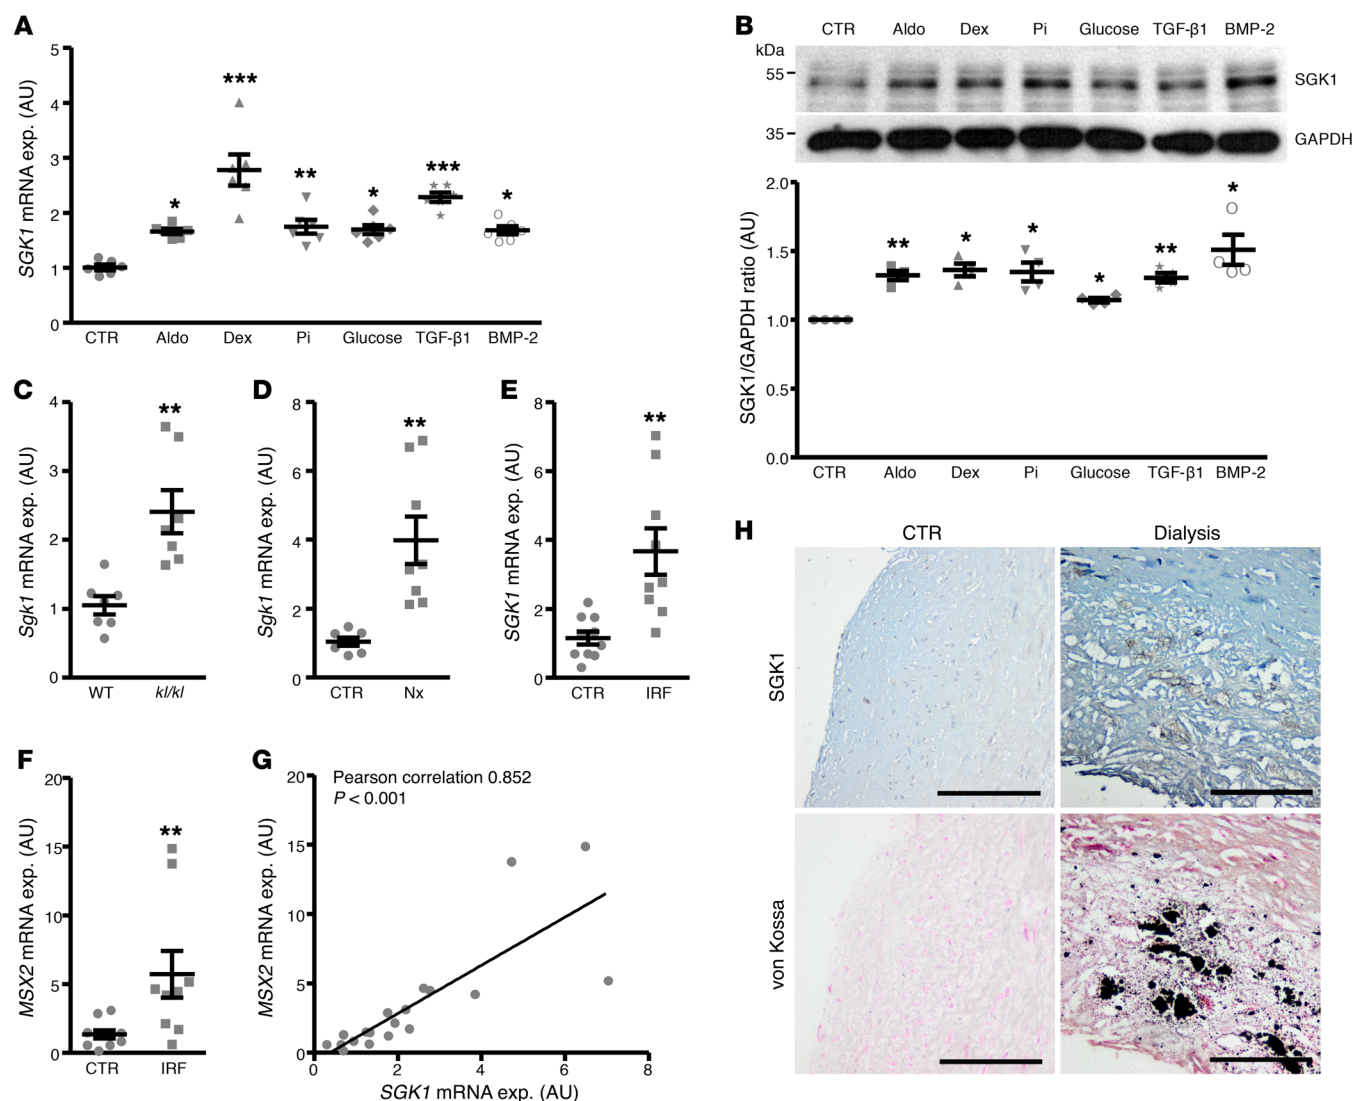 A
SGK1 mRNA exp. (AU)
5
4
3
2
1
0
***
***
**
*
*
*
CTR Aldo Dex Pi Glucose TGF-β1 BMP-2
B
CTR Aldo Dex Pi Glucose TGF-β1 BMP-2
kDa
55
SGK1
35
GAPDH
SGK1/GAPDH ratio (AU)
2.0
1.5
1.0
0.5
0.0
**
*
*
*
**
*
CTR Aldo Dex Pi Glucose TGF-β1 BMP-2
C
Sgk1 mRNA exp. (AU)
4
3
2
1
0
**
WT kl/kl
D
Sgk1 mRNA exp. (AU)
8
6
4
2
0
**
CTR Nx
E
SGK1 mRNA exp. (AU)
8
6
4
2
0
**
CTR IRF
F
MSX2 mRNA exp. (AU)
20
15
10
5
0
**
CTR IRF
G
MSX2 mRNA exp. (AU)
20
15
10
5
0
Pearson correlation 0.852
P < 0.001
0 2 4 6 8
SGK1 mRNA exp. (AU)
H
CTR Dialysis
SGK1
von Kossa